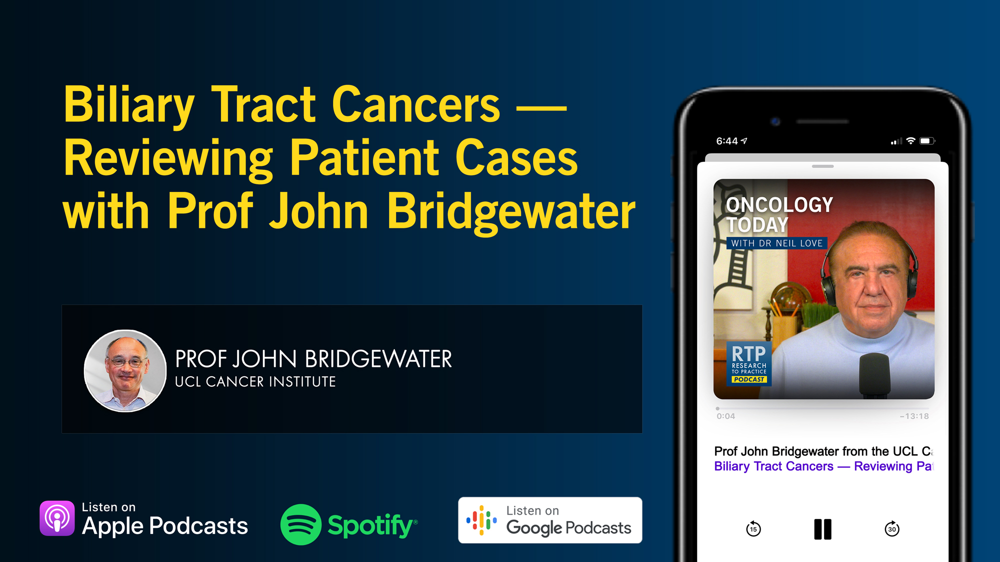 Biliary Tract Cancers —
Reviewing Patient Cases
with Prof John Bridgewater
PROF JOHN BRIDGEWATER
UCL CANCER INSTITUTE
Listen on
Apple Podcasts
Spotify®
Listen on
Google Podcasts
6:44
ONCOLOGY
TODAY
WITH DR NEIL LOVE
RTP
RESEARCH
TO PRACTICE
PODCAST
0:04
–13:18
Prof John Bridgewater from the UCL Ca
Biliary Tract Cancers — Reviewing Pat
15
30